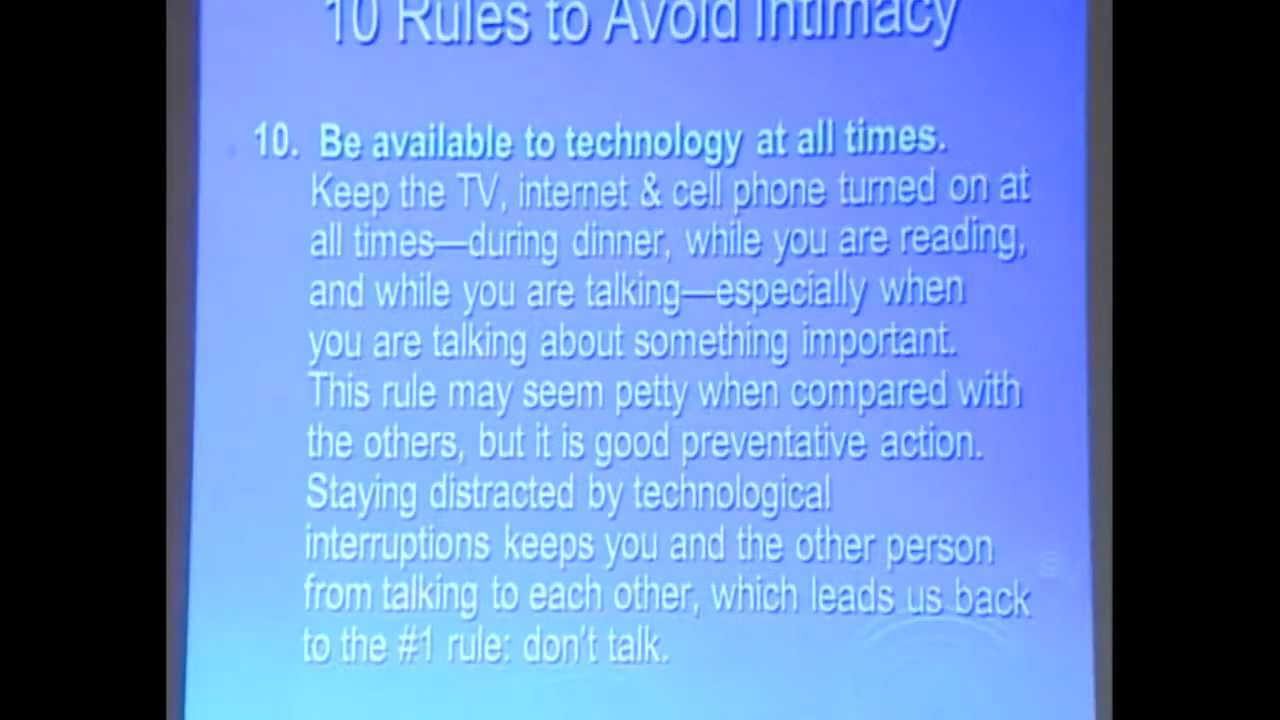 10 Rules to Avoid Intimacy
10. Be available to technology at all times.
Keep the TV, internet & cell phone turned on at
all times—during dinner, while you are reading,
and while you are talking—especially when
you are talking about something important.
This rule may seem petty when compared with
the others, but it is good preventative action.
Staying distracted by technological
interruptions keeps you and the other person
from talking to each other, which leads us back
to the #1 rule: don't talk.